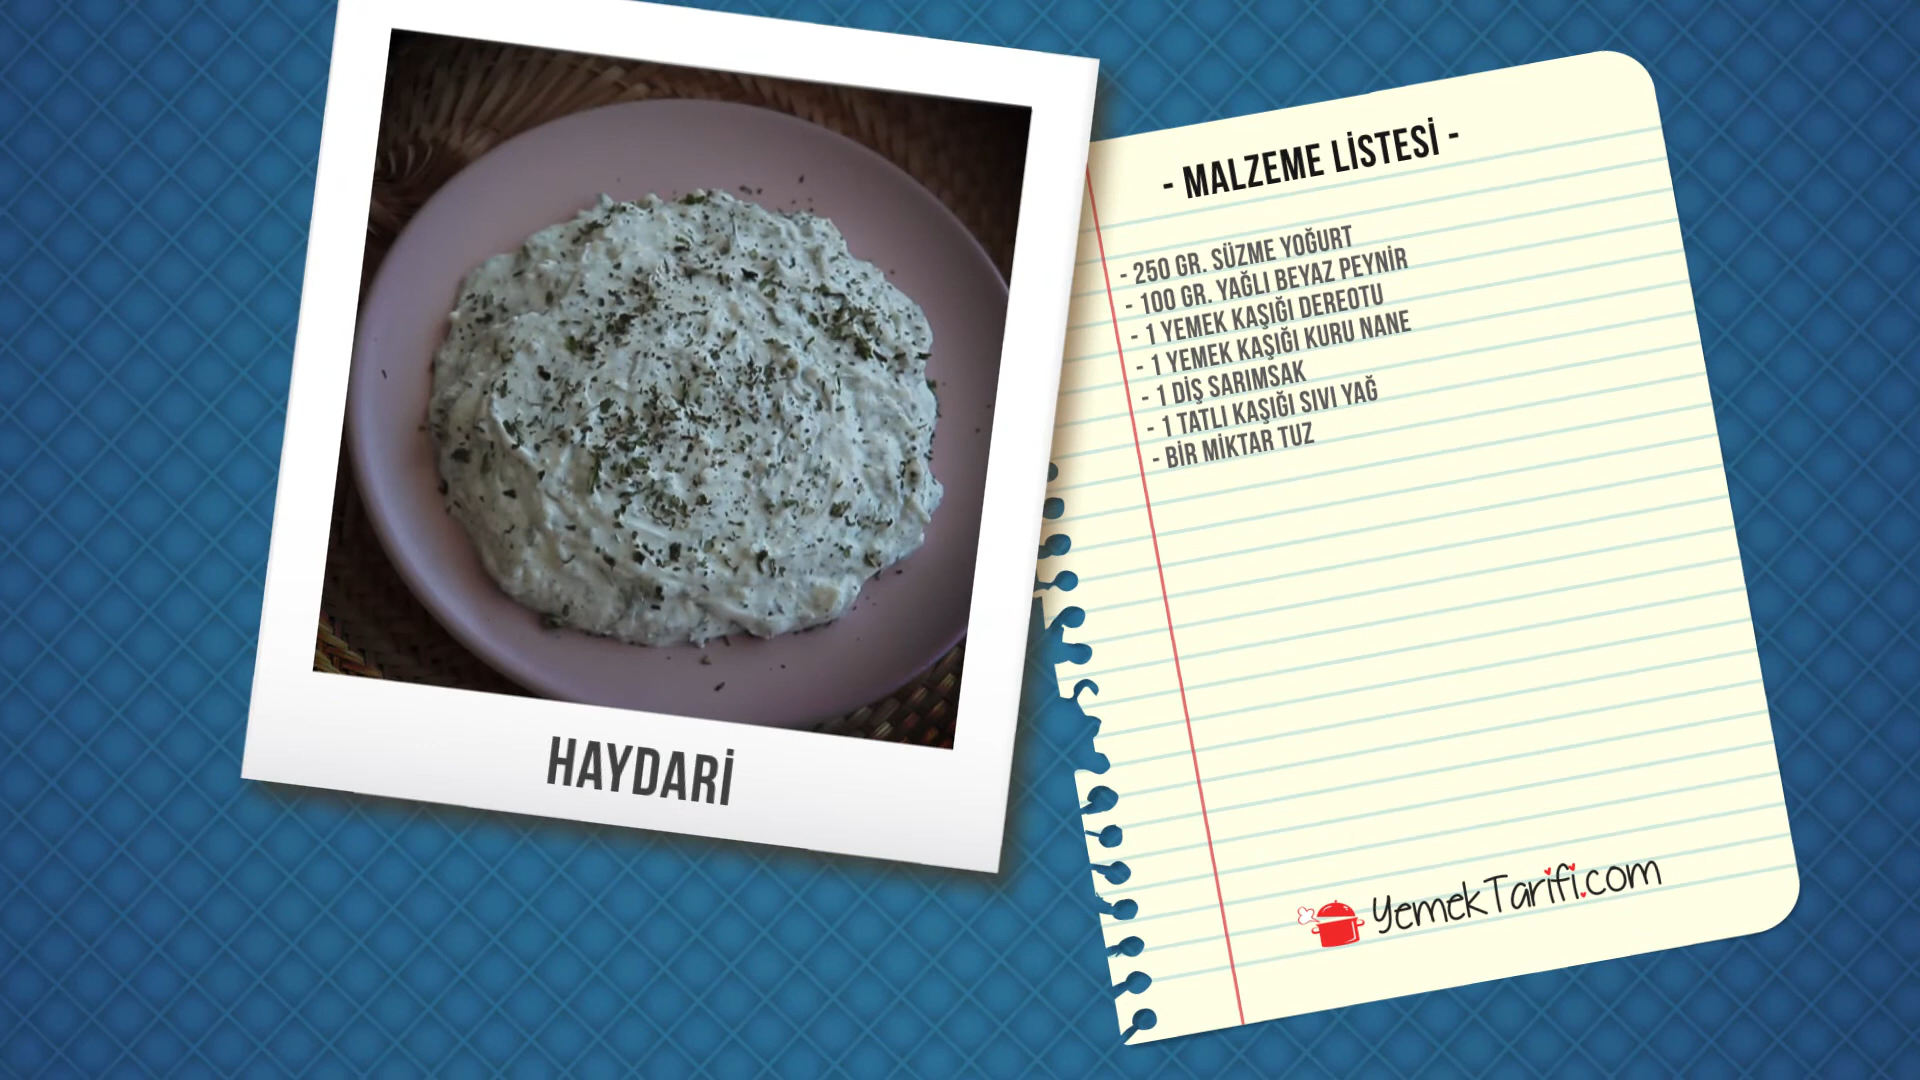 HAYDARİ
- MALZEME LİSTESİ -
- 250 GR. SÜZME YOĞURT
- 100 GR. YAĞLI BEYAZ PEYNİR
- 1 YEMEK KAŞIĞI DEREOTU
- 1 YEMEK KAŞIĞI KURU NANE
- 1 DİŞ SARIMSAK
- 1 TATLI KAŞIĞI SIVI YAĞ
- BİR MİKTAR TUZ
yemekTarifi.com